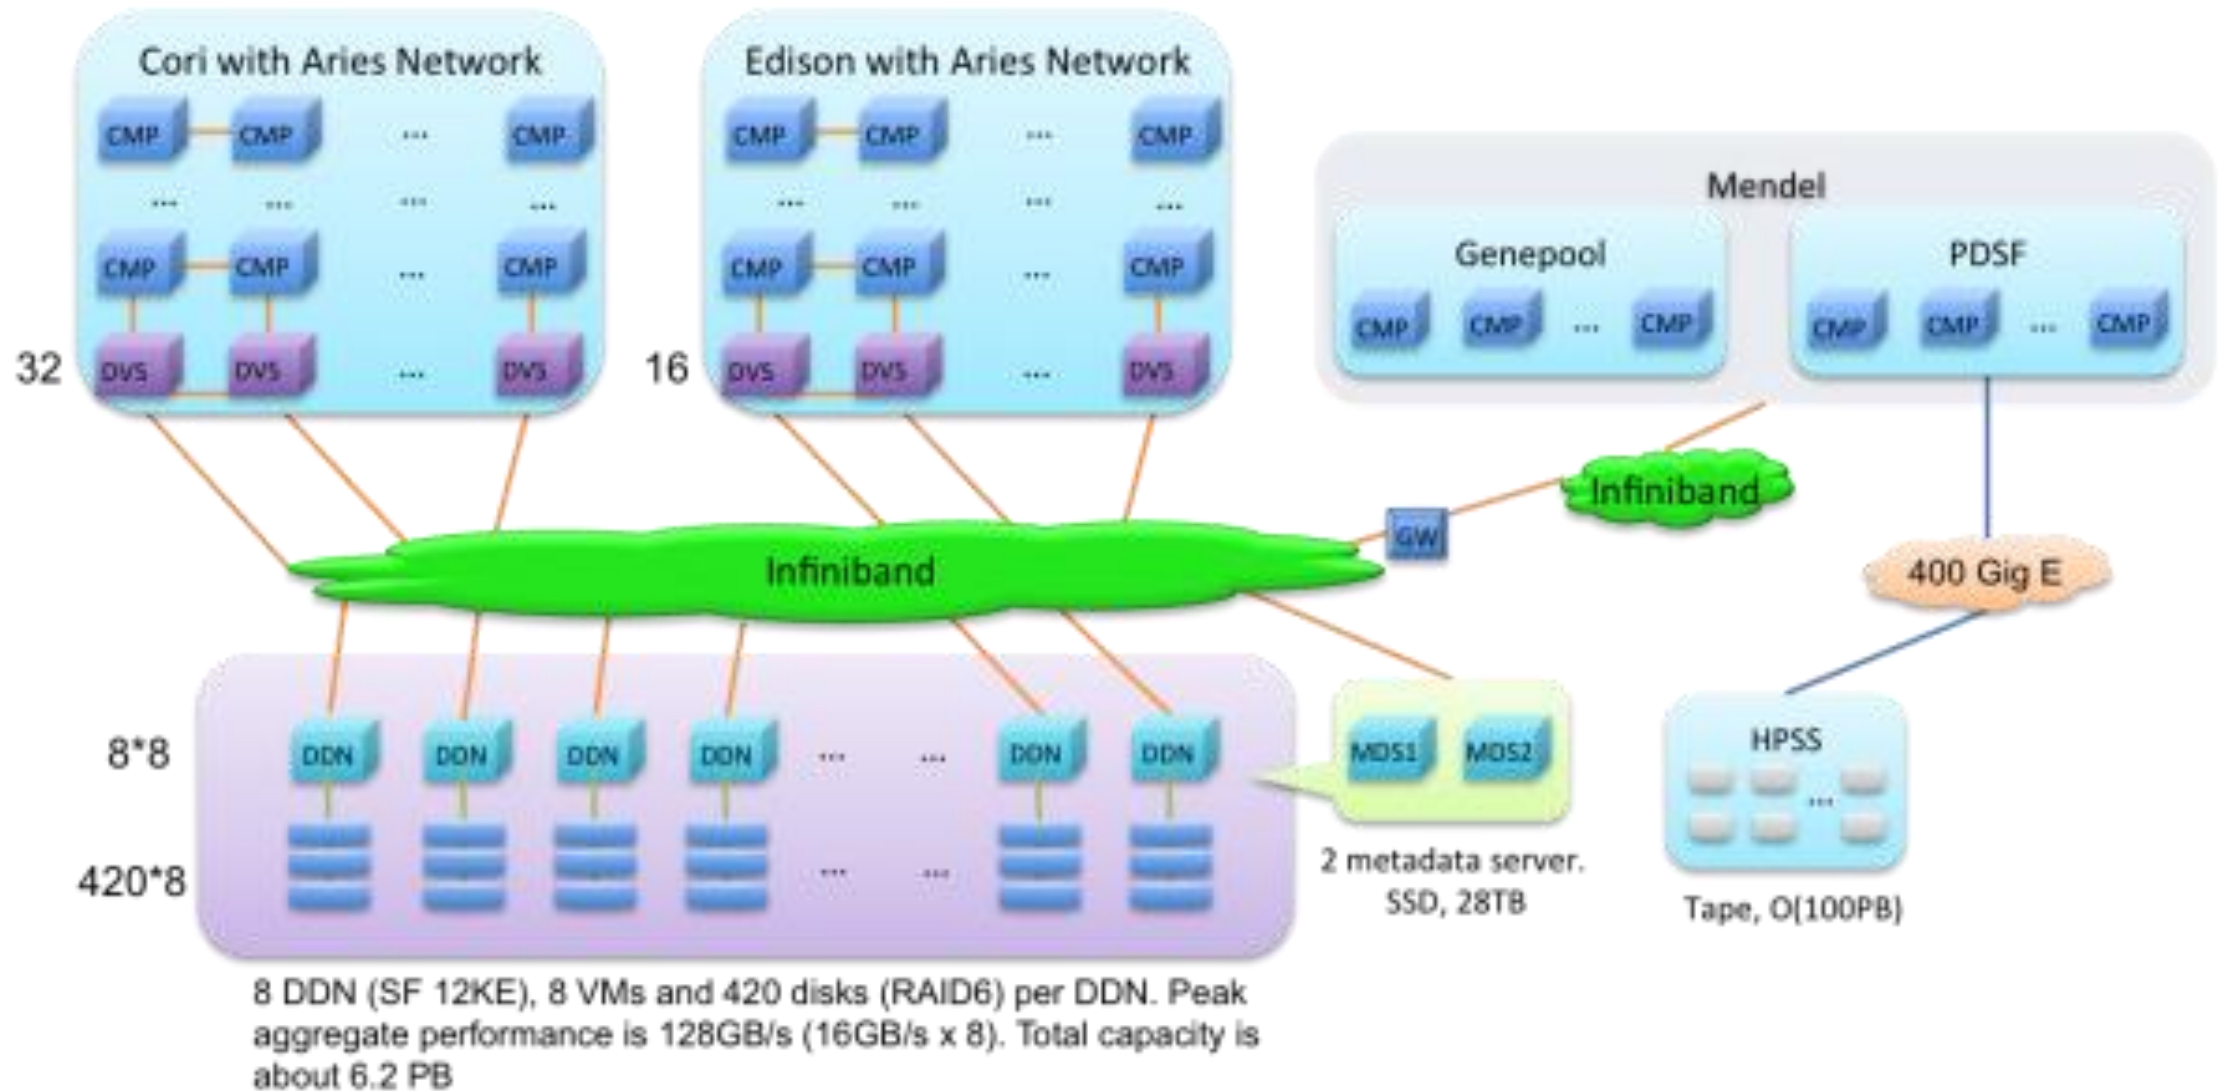 Cori with Aries Network
CMP CMP ... CMP
... ... ... ...
CMP CMP ... CMP
32 DVS DVS ... DVS
Edison with Aries Network
CMP CMP ... CMP
... ... ... ...
CMP CMP ... CMP
16 DVS DVS ... DVS
Mendel
Genepool
CMP CMP ... CMP
PDSF
CMP CMP ... CMP
Infiniband
GW
Infiniband
400 Gig E
8*8 DDN DDN DDN DDN ... ... DDN DDN
420*8 ... ...
MDS1 MDS2
2 metadata server.
SSD, 28TB
HPSS
...
Tape, O(100PB)
8 DDN (SF 12KE), 8 VMs and 420 disks (RAID6) per DDN. Peak
aggregate performance is 128GB/s (16GB/s x 8). Total capacity is
about 6.2 PB